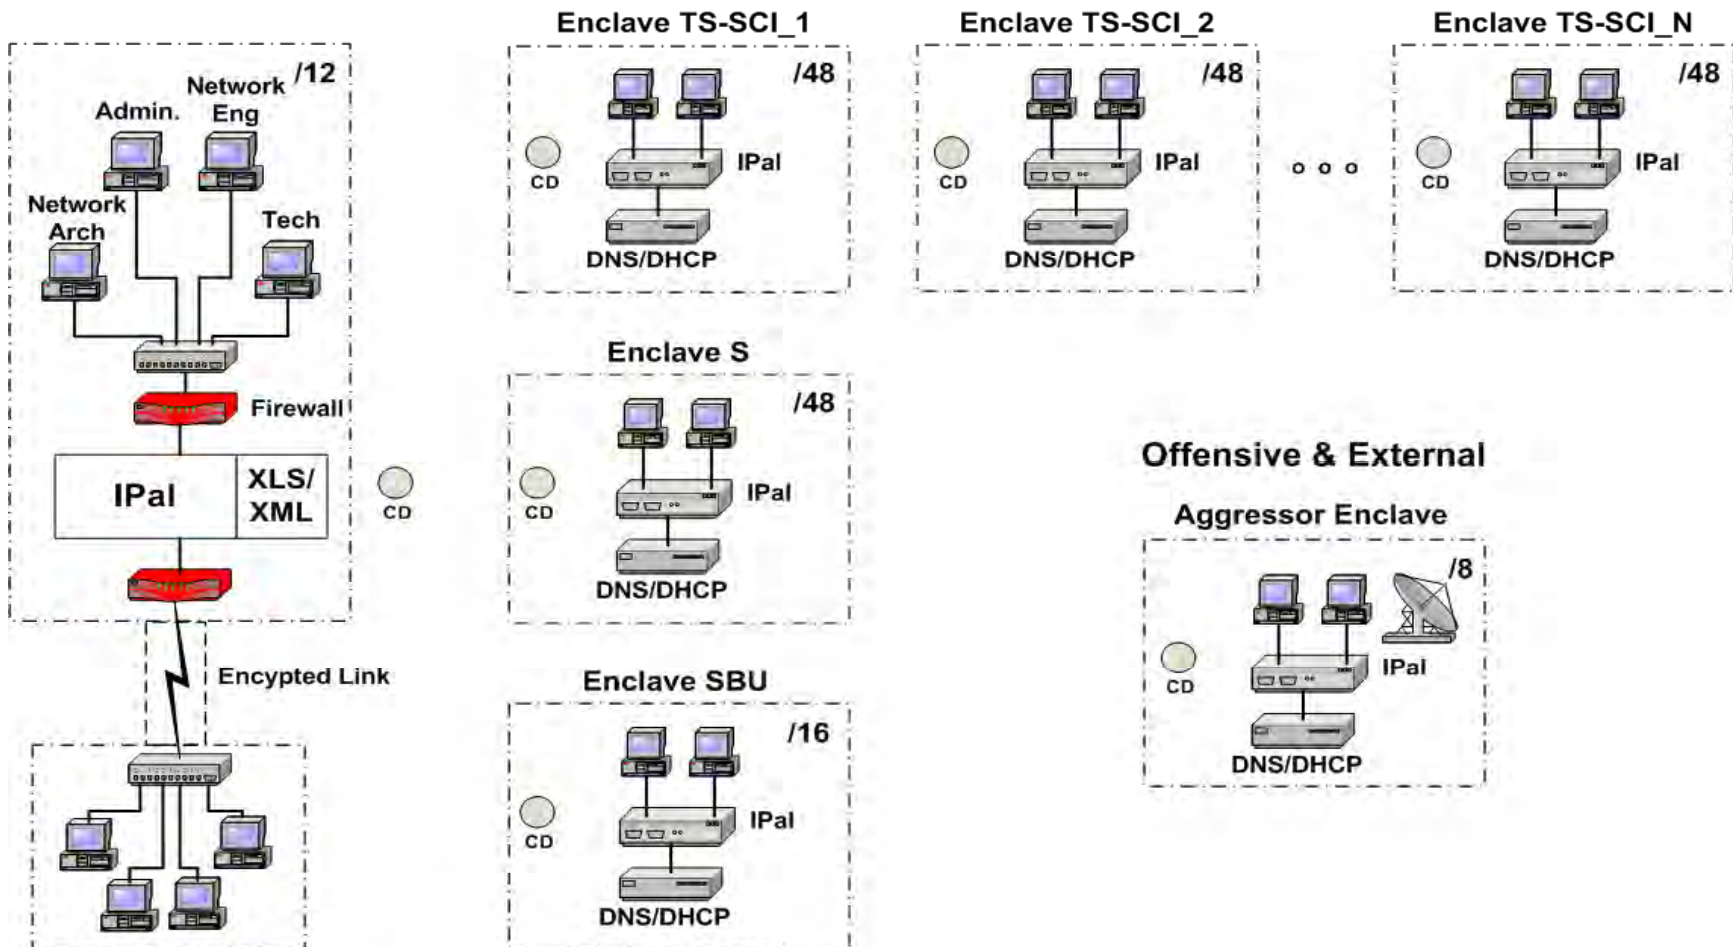 Enclave TS-SCI_1
Enclave TS-SCI_2
Enclave TS-SCI_N
/12
Network
Eng
Admin.
Network
Arch
Tech
Firewall
IPal
XLS/
XML
CD
Encypted Link
/48
IPal
CD
DNS/DHCP
/48
IPal
CD
DNS/DHCP
/48
IPal
CD
DNS/DHCP
Enclave S
/48
IPal
CD
DNS/DHCP
Enclave SBU
/16
IPal
CD
DNS/DHCP
Offensive & External
Aggressor Enclave
/8
IPal
CD
DNS/DHCP